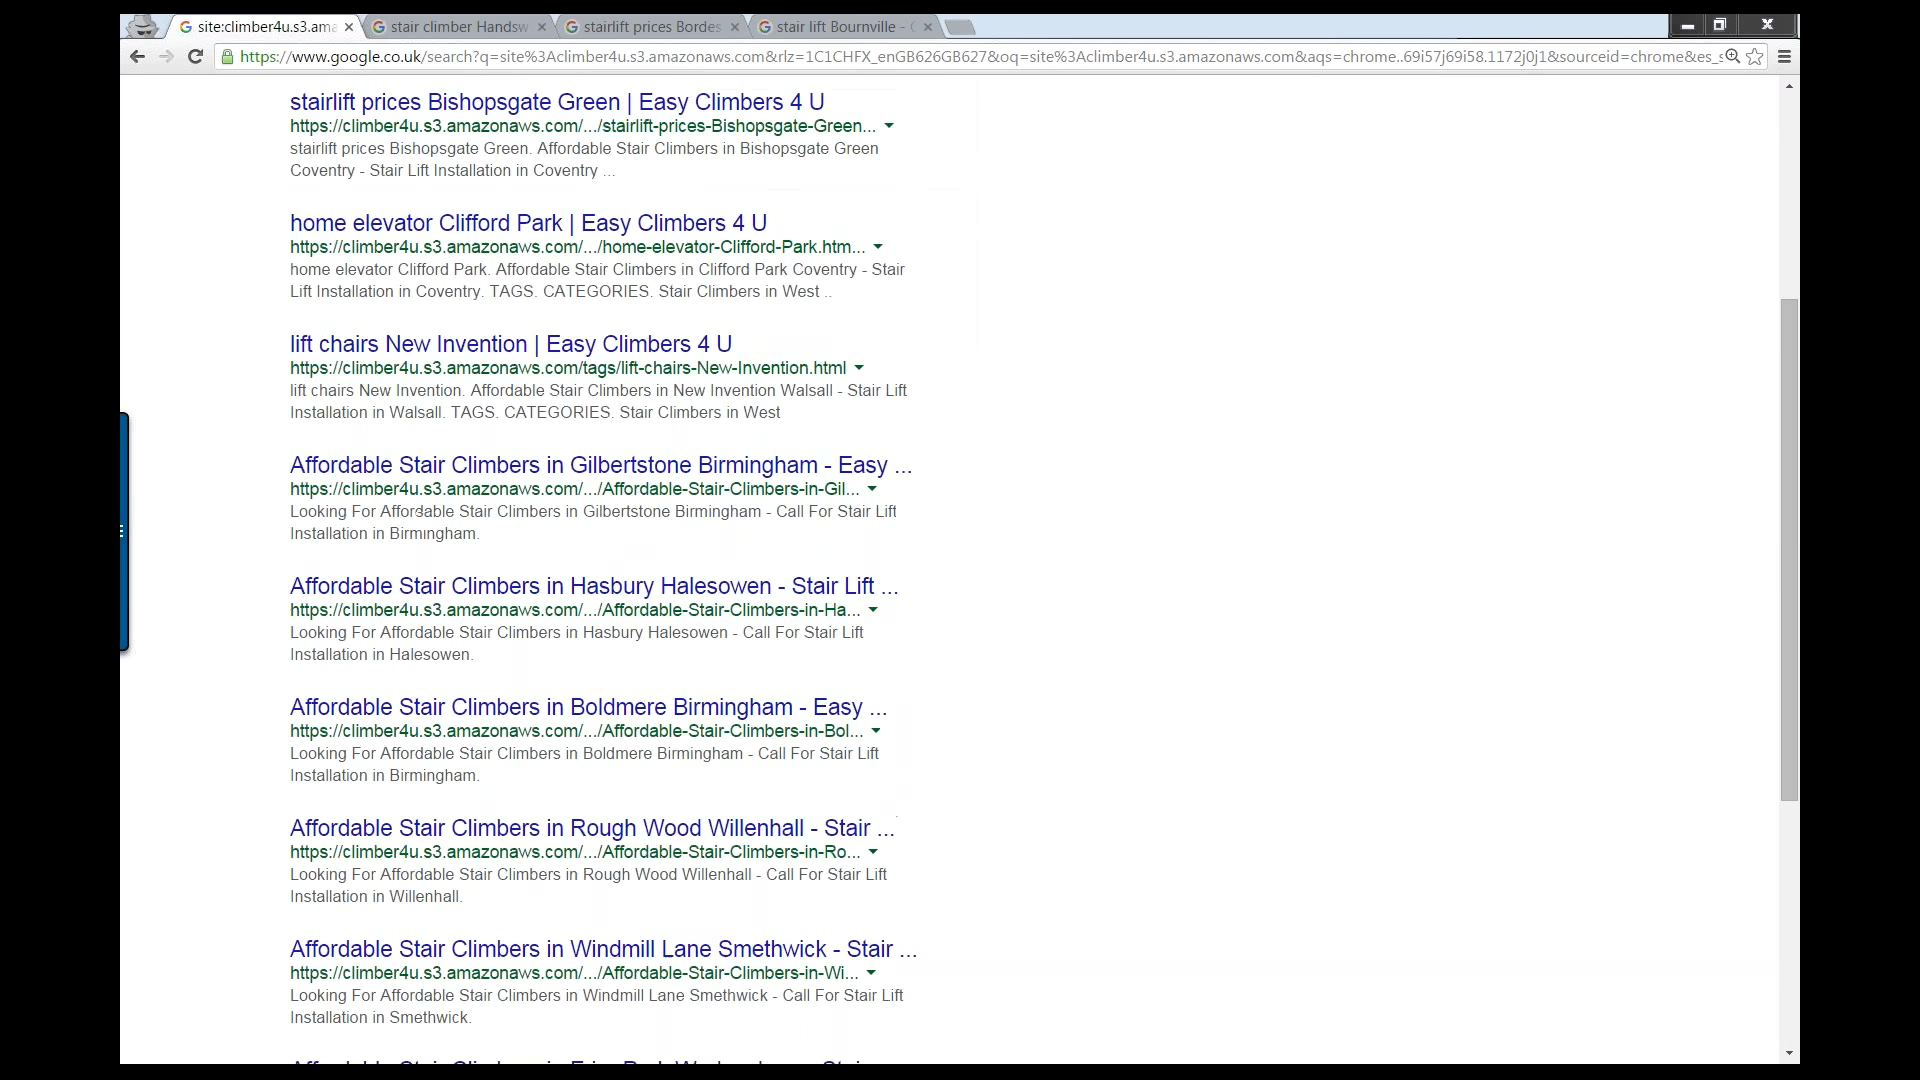 site:climber4u.s3.ama
stair climber Handsw
stairlift prices Bordes
stair lift Bournville -
https://www.google.co.uk/search?q=site%3Aclimber4u.s3.amazonaws.com&rlz=1C1CHFX_enGB626GB627&oq=site%3Aclimber4u.s3.amazonaws.com&aqs=chrome..69i57j69i58.1172j0j1&sourceid=chrome&es_s
stairlift prices Bishopsgate Green | Easy Climbers 4 U
https://climber4u.s3.amazonaws.com/.../stairlift-prices-Bishopsgate-Green...
stairlift prices Bishopsgate Green. Affordable Stair Climbers in Bishopsgate Green
Coventry - Stair Lift Installation in Coventry ...
home elevator Clifford Park | Easy Climbers 4 U
https://climber4u.s3.amazonaws.com/.../home-elevator-Clifford-Park.htm...
home elevator Clifford Park. Affordable Stair Climbers in Clifford Park Coventry - Stair
Lift Installation in Coventry. TAGS. CATEGORIES. Stair Climbers in West ..
lift chairs New Invention | Easy Climbers 4 U
https://climber4u.s3.amazonaws.com/tags/lift-chairs-New-Invention.html
lift chairs New Invention. Affordable Stair Climbers in New Invention Walsall - Stair Lift
Installation in Walsall. TAGS. CATEGORIES. Stair Climbers in West
Affordable Stair Climbers in Gilbertstone Birmingham - Easy ...
https://climber4u.s3.amazonaws.com/.../Affordable-Stair-Climbers-in-Gil...
Looking For Affordable Stair Climbers in Gilbertstone Birmingham - Call For Stair Lift
Installation in Birmingham.
Affordable Stair Climbers in Hasbury Halesowen - Stair Lift ...
https://climber4u.s3.amazonaws.com/.../Affordable-Stair-Climbers-in-Ha...
Looking For Affordable Stair Climbers in Hasbury Halesowen - Call For Stair Lift
Installation in Halesowen.
Affordable Stair Climbers in Boldmere Birmingham - Easy ...
https://climber4u.s3.amazonaws.com/.../Affordable-Stair-Climbers-in-Bol...
Looking For Affordable Stair Climbers in Boldmere Birmingham - Call For Stair Lift
Installation in Birmingham.
Affordable Stair Climbers in Rough Wood Willenhall - Stair ...
https://climber4u.s3.amazonaws.com/.../Affordable-Stair-Climbers-in-Ro...
Looking For Affordable Stair Climbers in Rough Wood Willenhall - Call For Stair Lift
Installation in Willenhall.
Affordable Stair Climbers in Windmill Lane Smethwick - Stair ...
https://climber4u.s3.amazonaws.com/.../Affordable-Stair-Climbers-in-Wi...
Looking For Affordable Stair Climbers in Windmill Lane Smethwick - Call For Stair Lift
Installation in Smethwick.